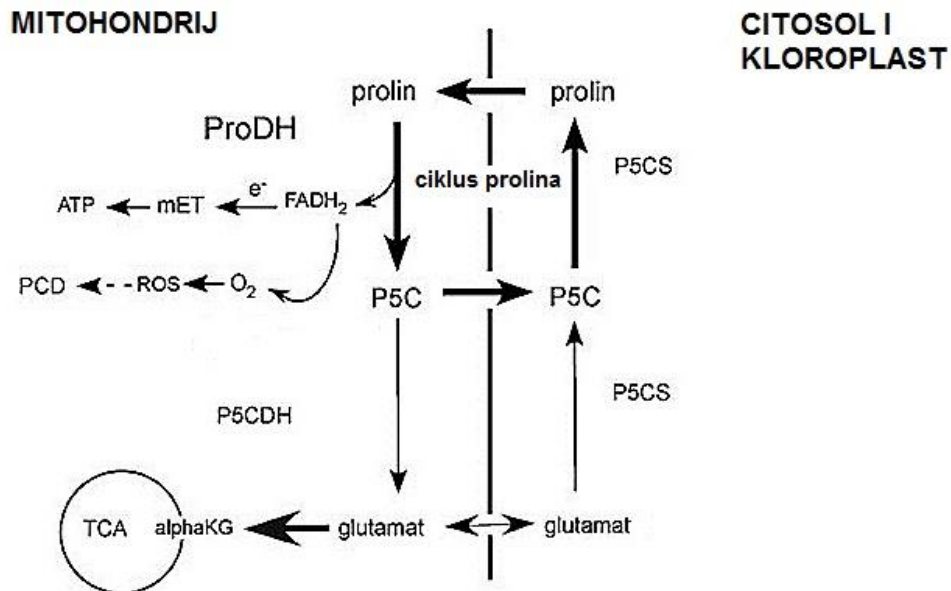 MITOHONDRIJ
CITOSOL I
KLOROPLAST
prolin
prolin
ProDH
P5CS
ciklus prolina
ATP
mET
e-
FADH2
PCD
ROS
O2
P5C
P5C
P5CDH
P5CS
TCA
alphaKG
glutamat
glutamat